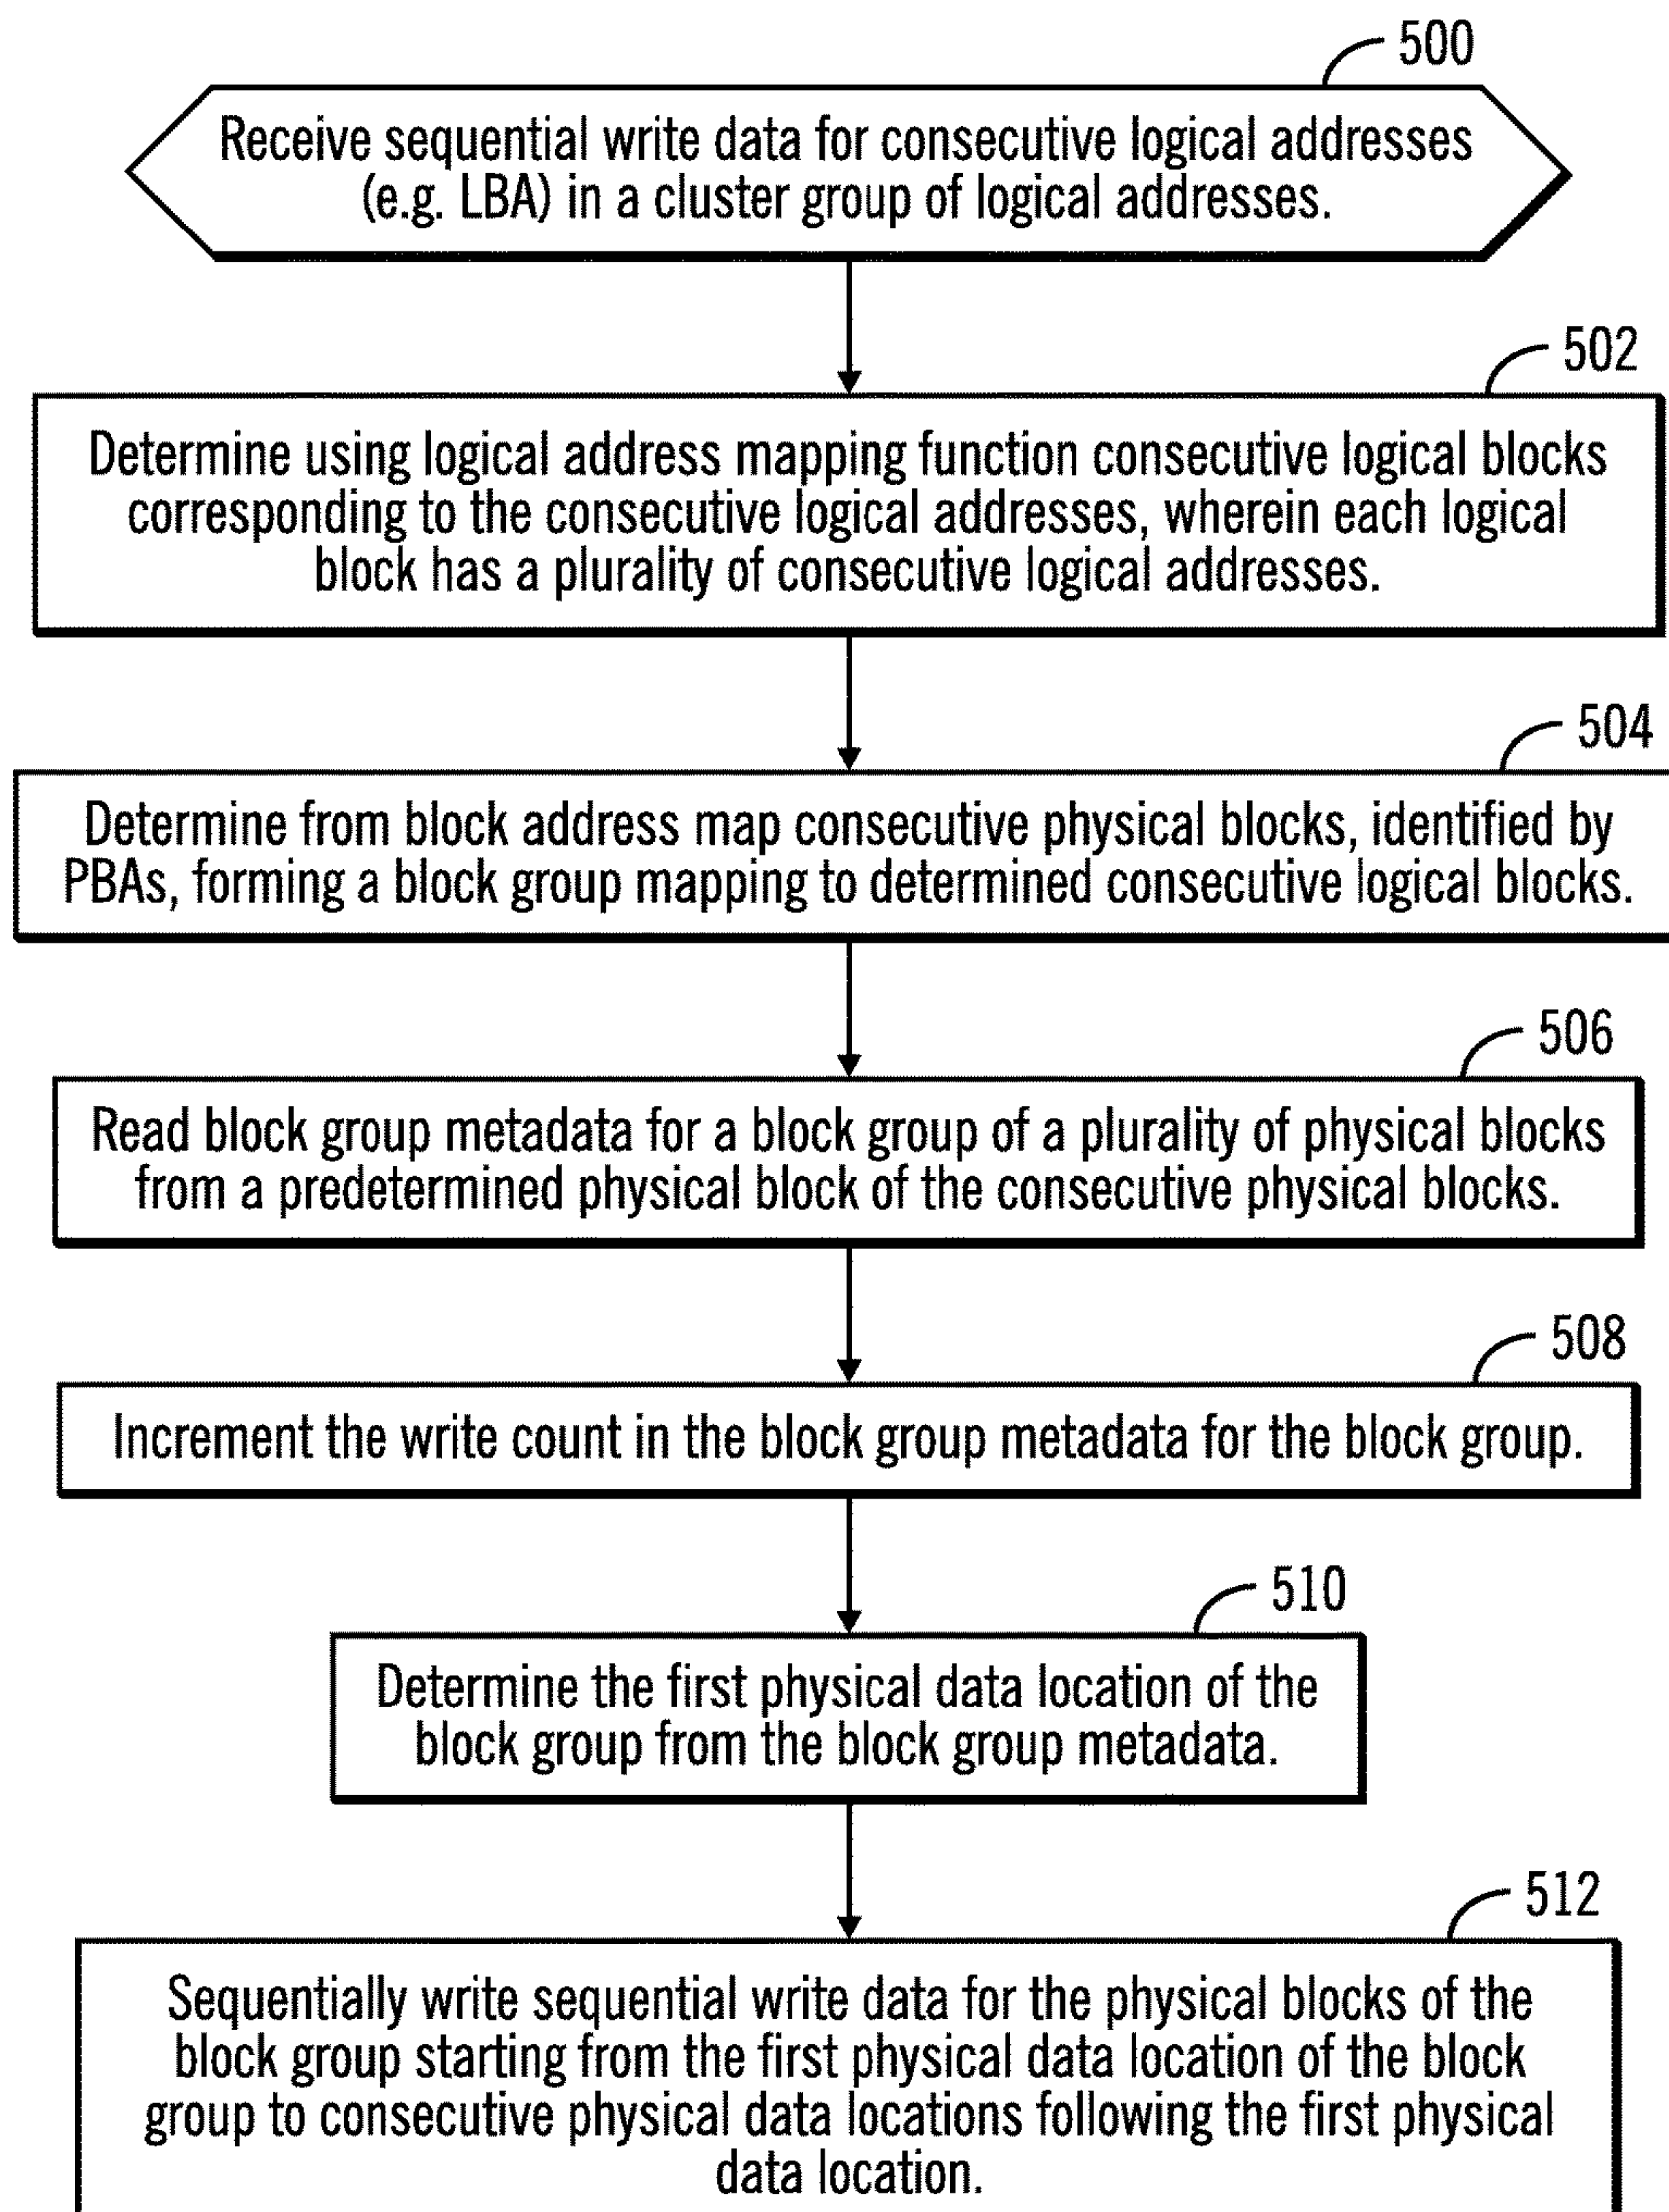 500
Receive sequential write data for consecutive logical addresses
(e.g. LBA) in a cluster group of logical addresses.
502
Determine using logical address mapping function consecutive logical blocks
corresponding to the consecutive logical addresses, wherein each logical
block has a plurality of consecutive logical addresses.
504
Determine from block address map consecutive physical blocks, identified by
PBAs, forming a block group mapping to determined consecutive logical blocks.
506
Read block group metadata for a block group of a plurality of physical blocks
from a predetermined physical block of the consecutive physical blocks.
508
Increment the write count in the block group metadata for the block group.
510
Determine the first physical data location of the
block group from the block group metadata.
512
Sequentially write sequential write data for the physical blocks of the
block group starting from the first physical data location of the block
group to consecutive physical data locations following the first physical
data location.